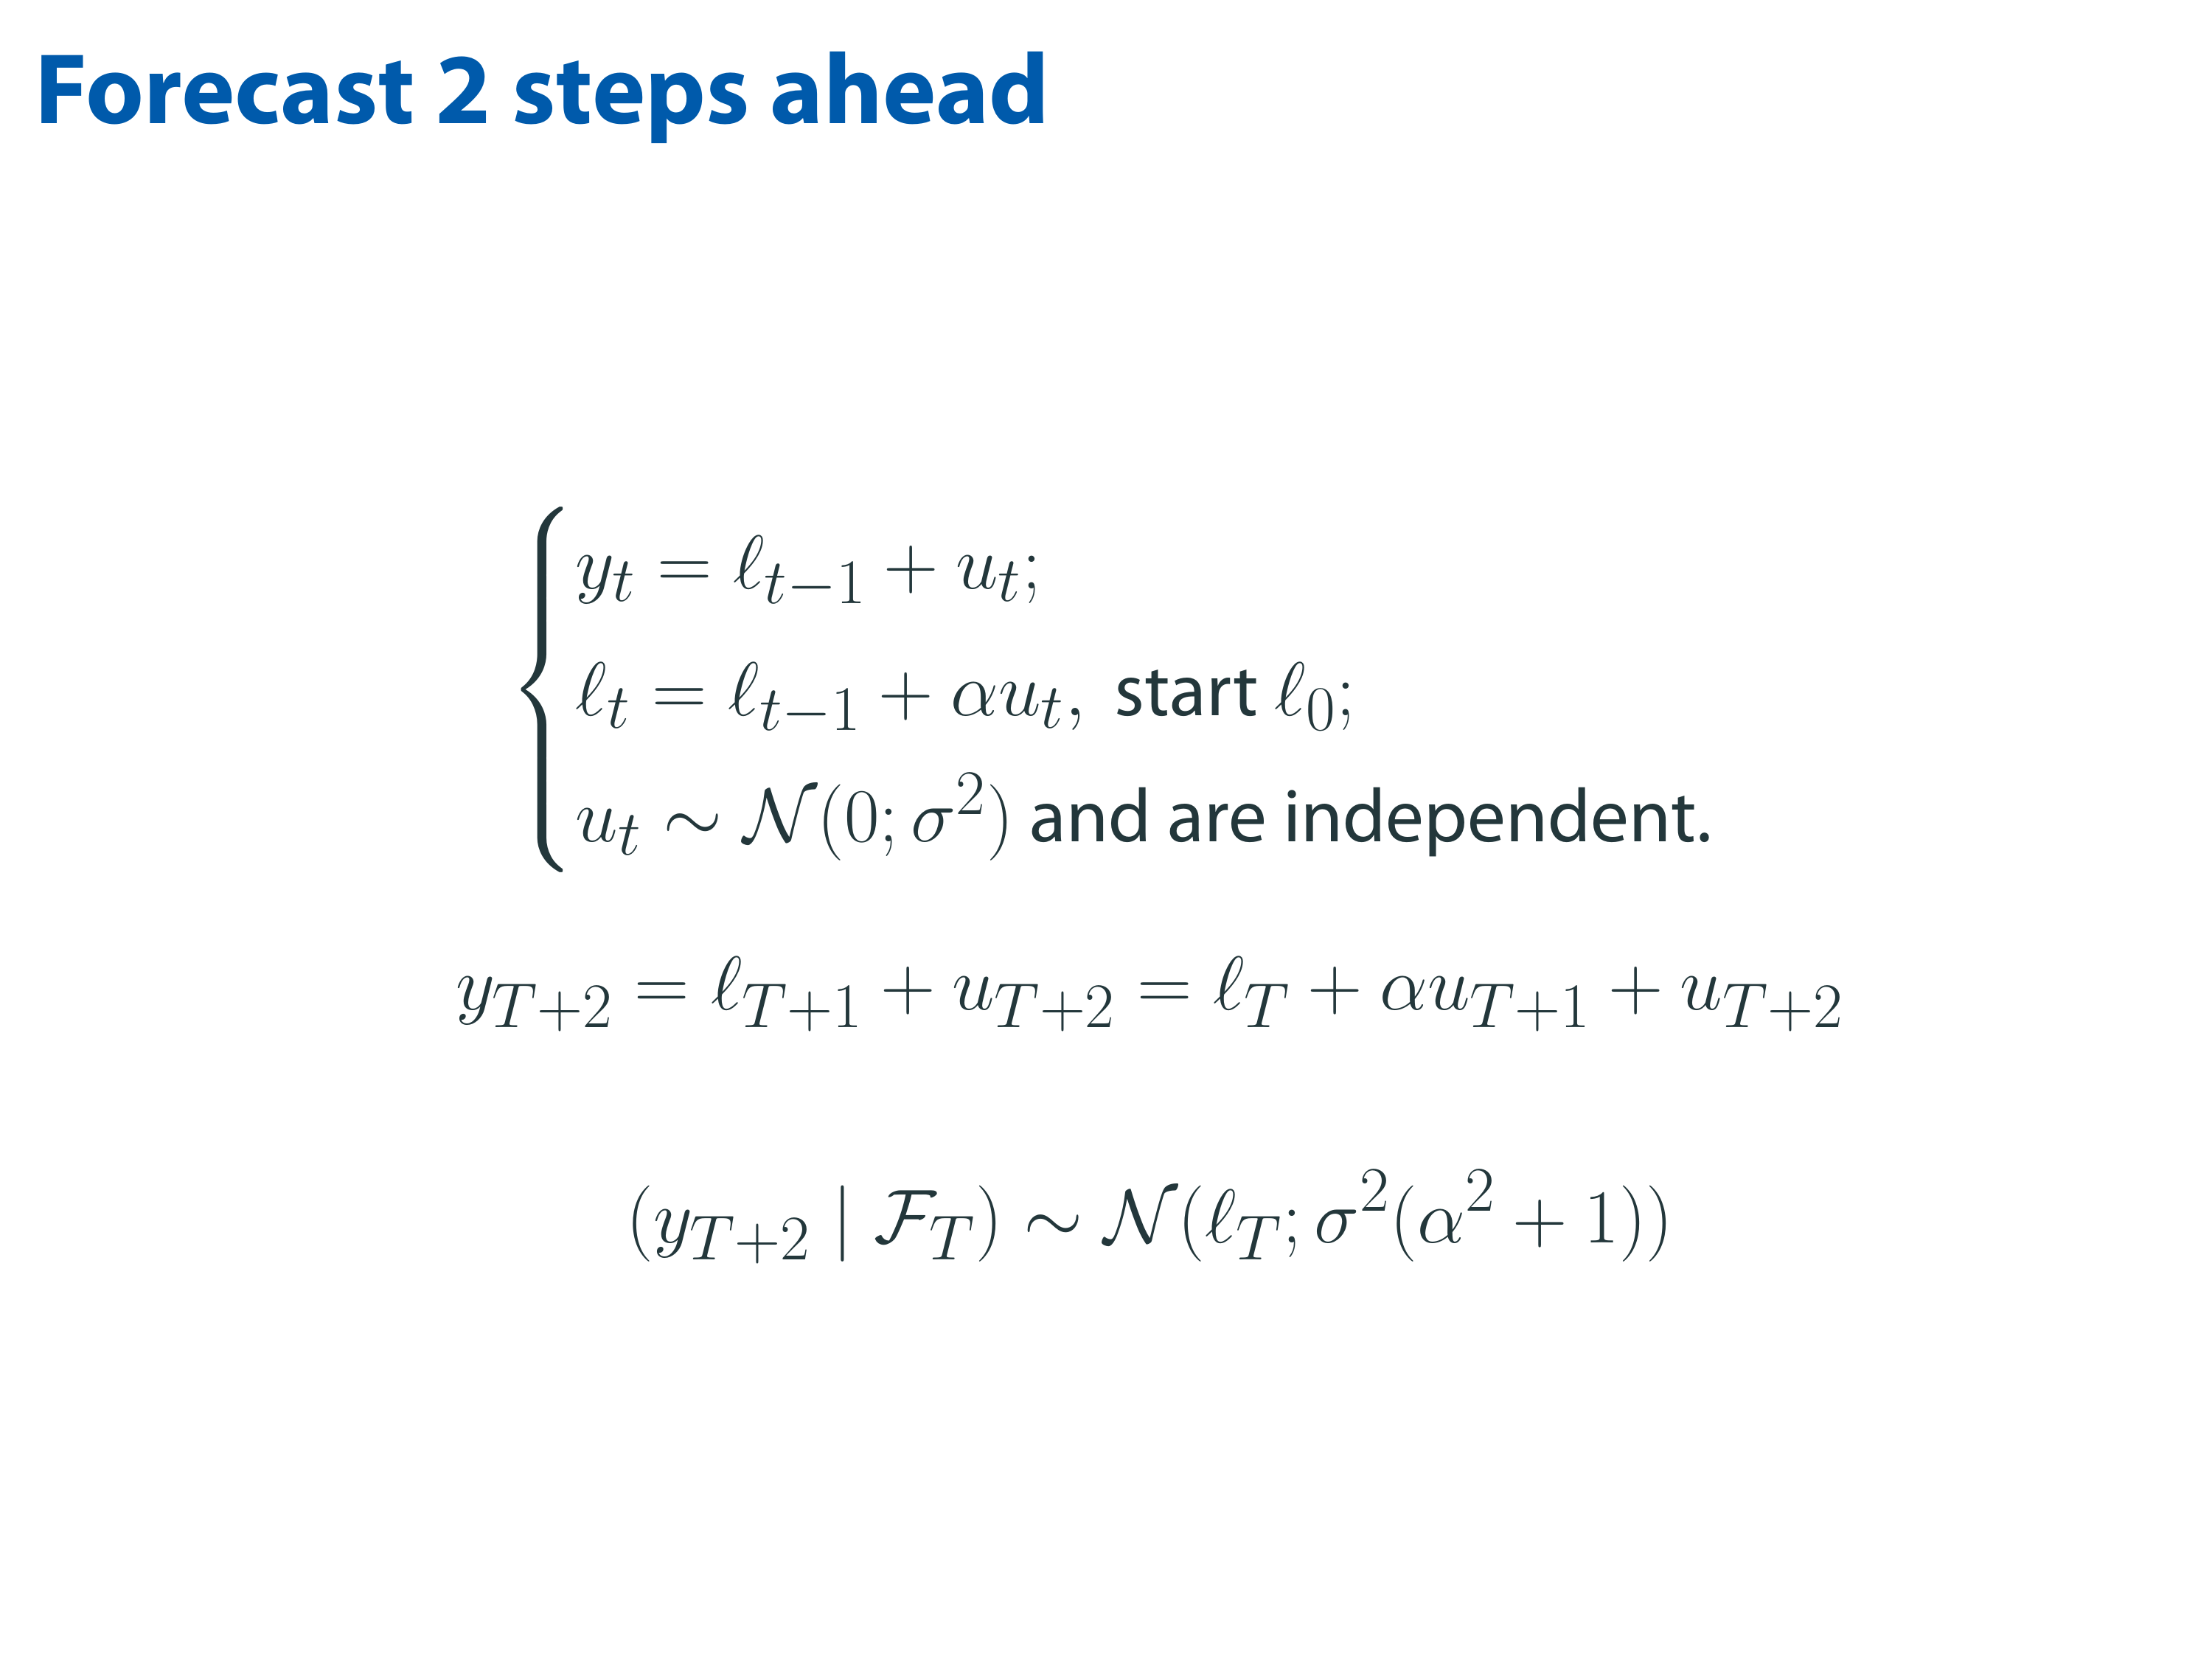 Forecast 2 steps ahead
y_t = ℓ_{t−1} + u_t;
ℓ_t = ℓ_{t−1} + αu_t, start ℓ_0;
u_t ∼ 𝒩(0; σ^2) and are independent.
y_{T+2} = ℓ_{T+1} + u_{T+2} = ℓ_T + αu_{T+1} + u_{T+2}
(y_{T+2} | ℱ_T) ∼ 𝒩(ℓ_T; σ^2(α^2 + 1))